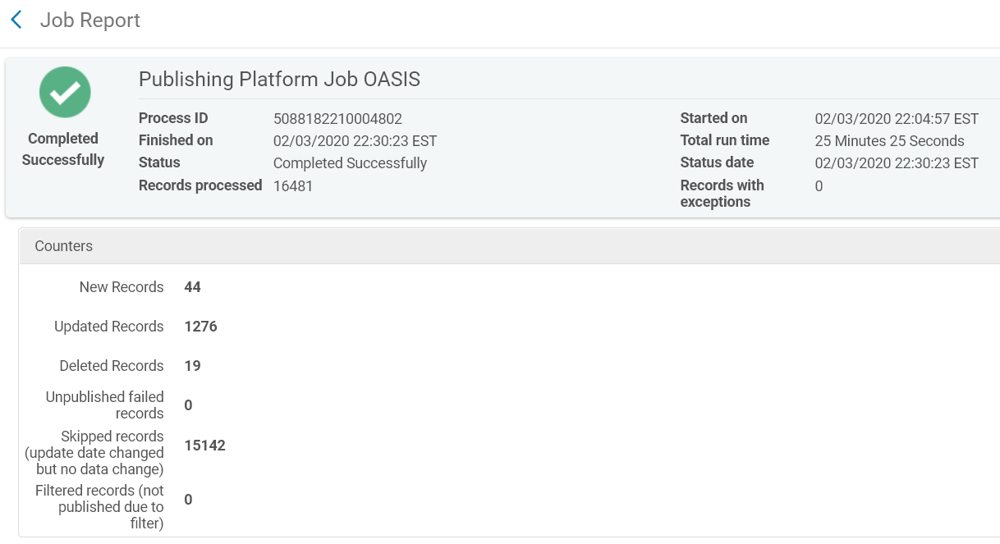 Job Report
Publishing Platform Job OASIS
Completed
Successfully
Process ID 5088182210004802 Started on 02/03/2020 22:04:57 EST
Finished on 02/03/2020 22:30:23 EST Total run time 25 Minutes 25 Seconds
Status Completed Successfully Status date 02/03/2020 22:30:23 EST
Records processed 16481 Records with 0
exceptions
Counters
New Records 44
Updated Records 1276
Deleted Records 19
Unpublished failed
records 0
Skipped records
(update date changed 15142
but no data change)
Filtered records (not
published due to 0
filter)